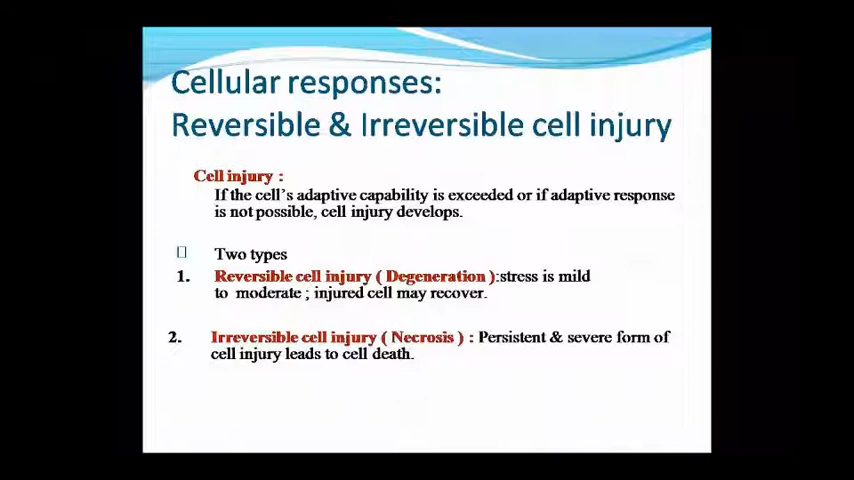 Cellular responses:
Reversible & Irreversible cell injury
Cell injury :
If the cell's adaptive capability is exceeded or if adaptive response
is not possible, cell injury develops.
Two types
1. Reversible cell injury ( Degeneration ):stress is mild
to moderate ; injured cell may recover.
2. Irreversible cell injury ( Necrosis ) : Persistent & severe form of
cell injury leads to cell death.